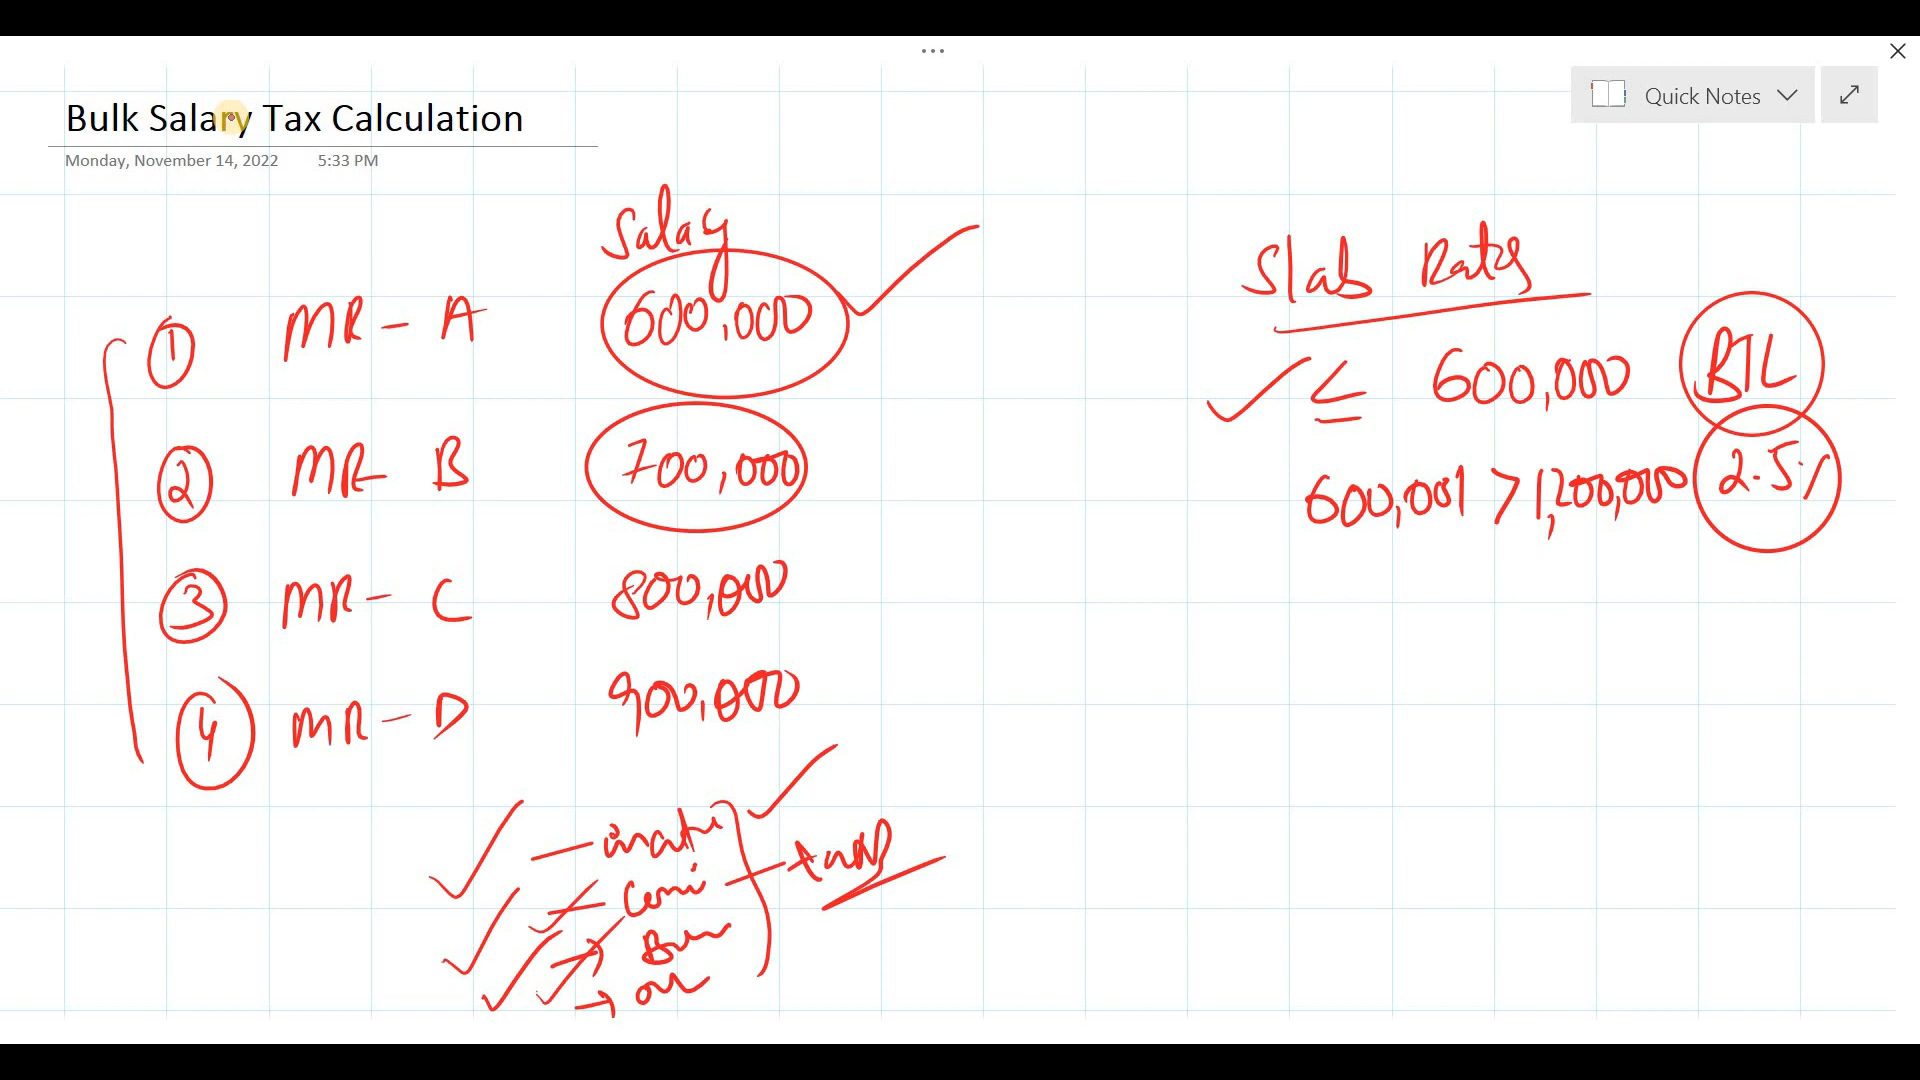 Bulk Salary Tax Calculation
Quick Notes
Monday, November 14, 2022 5:33 PM
Salary
1 MR - A 600,000
2 MR- B 700,000
3 MR - C 800,000
4 MR - D 900,000
Slab Rates
≤ 600,000 BTL
600,001 > 1,200,000 2.5%